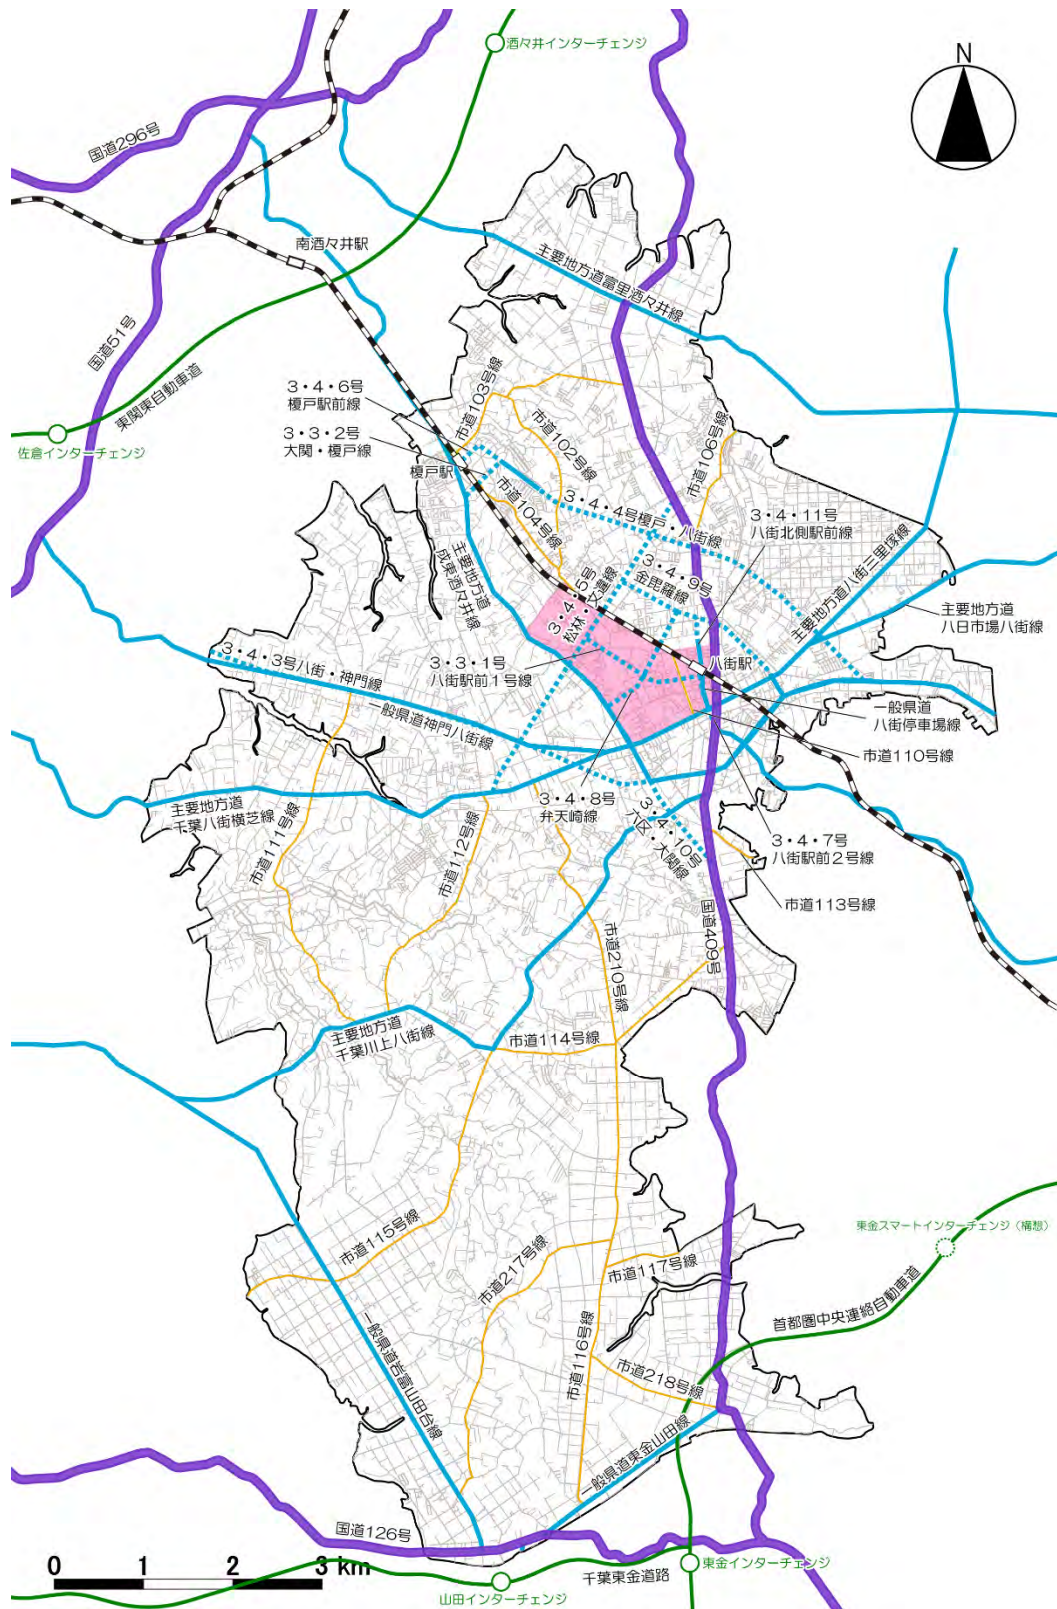 酒々井インターチェンジ
N
国道296号
南酒々井駅
主要地方道富里酒々井線
国道51号
東関東自動車道
佐倉インターチェンジ
3・4・6号
榎戸駅前線
3・3・2号
大関・榎戸線
榎戸駅
市道103号線
市道102号線
市道104号線
市道106号線
3・4・4号榎戸・八街線
3・4・11号
八街北側駅前線
3・4・9号
金毘羅線
3・4・5号
松林・文違線
主要地方道
成東酒々井線
主要地方道八街三里塚線
主要地方道
八日市場八街線
3・4・3号八街・神門線
一般県道神門八街線
3・3・1号
八街駅前1号線
八街駅
一般県道
八街停車場線
市道110号線
主要地方道
千葉八街横芝線
3・4・8号
弁天崎線
3・4・10号
六区・大関線
3・4・7号
八街駅前2号線
市道113号線
市道111号線
市道112号線
市道210号線
国道409号
主要地方道
千葉川上八街線
市道114号線
市道115号線
市道217号線
市道117号線
東金スマートインターチェンジ（構想）
首都圏中央連絡自動車道
一般県道岩富山田台線
市道116号線
市道218号線
一般県道東金山田線
国道126号
0 1 2 3 km
千葉東金道路
東金インターチェンジ
山田インターチェンジ